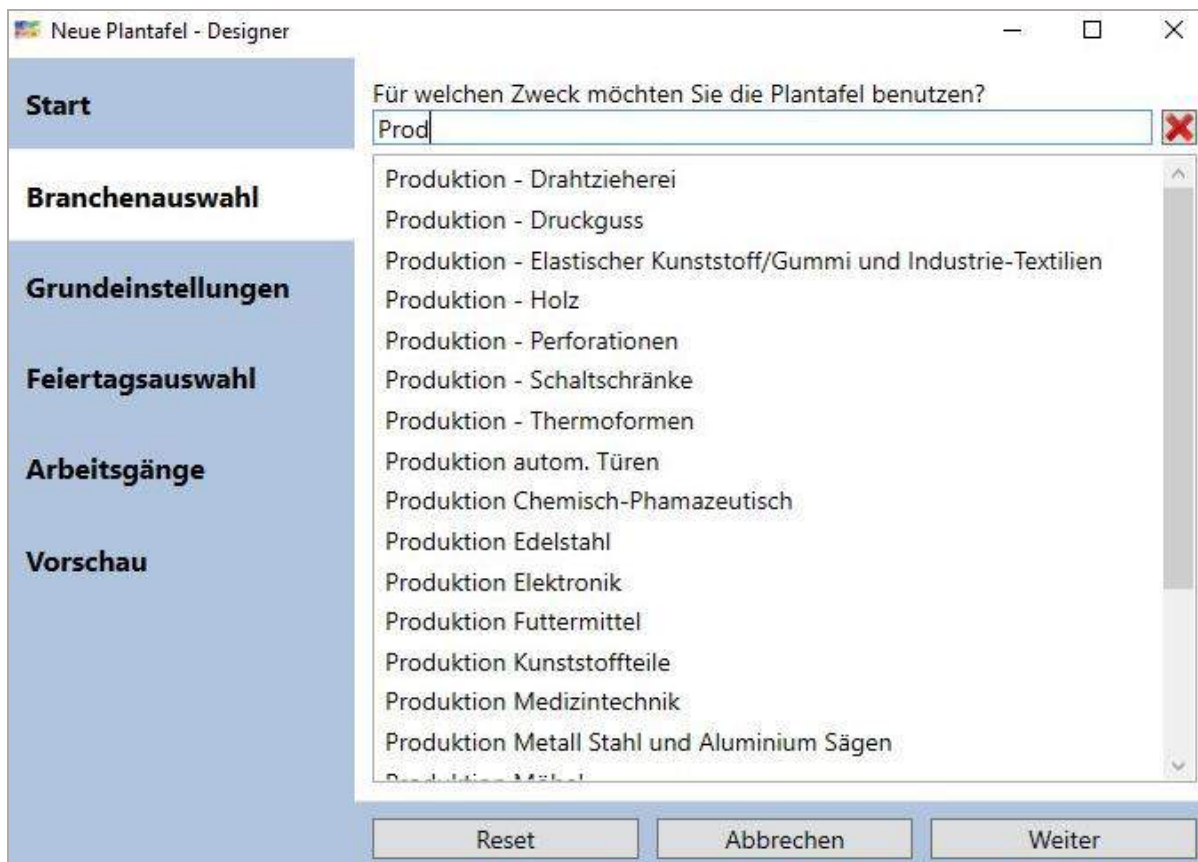 Neue Plantafel - Designer
Start
Branchenauswahl
Grundeinstellungen
Feiertagsauswahl
Arbeitsgänge
Vorschau
Für welchen Zweck möchten Sie die Plantafel benutzen?
Prod
Produktion - Drahtzieherei
Produktion - Druckguss
Produktion - Elastischer Kunststoff/Gummi und Industrie-Textilien
Produktion - Holz
Produktion - Perforationen
Produktion - Schaltschränke
Produktion - Thermoformen
Produktion autom. Türen
Produktion Chemisch-Phamazeutisch
Produktion Edelstahl
Produktion Elektronik
Produktion Futtermittel
Produktion Kunststoffteile
Produktion Medizintechnik
Produktion Metall Stahl und Aluminium Sägen
Produktion Möbel
Reset
Abbrechen
Weiter